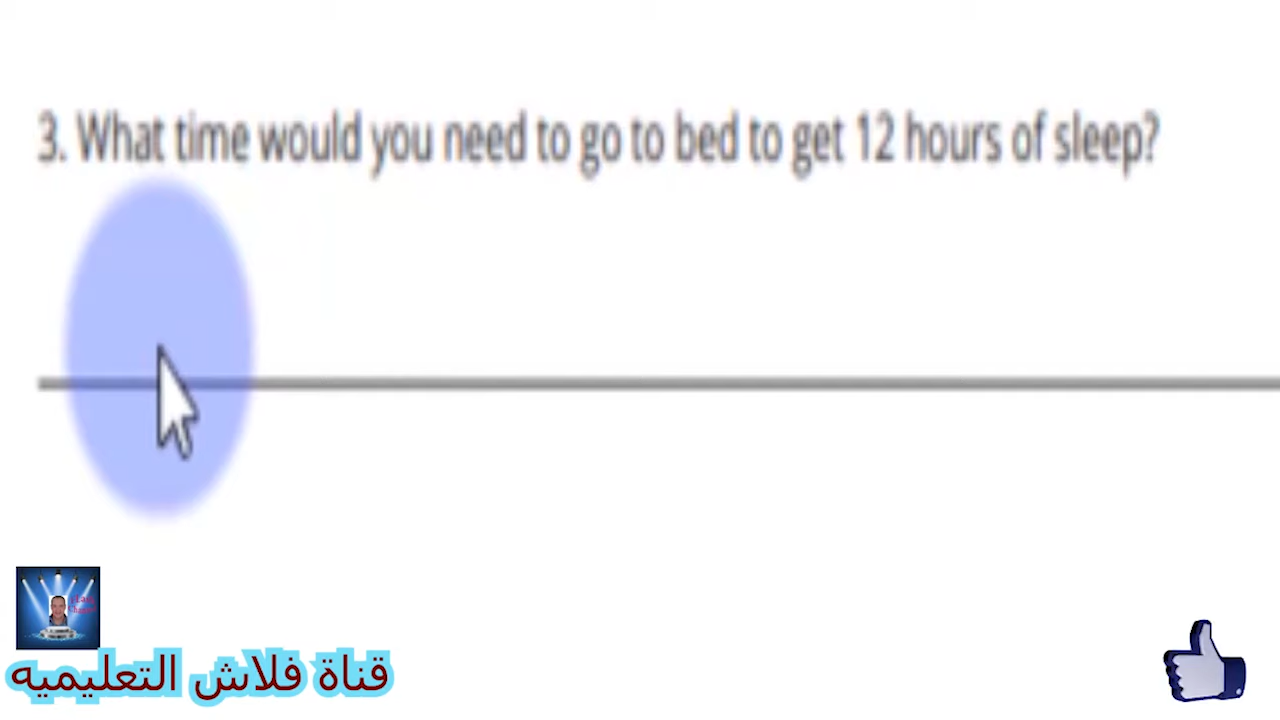 3. What time would you need to go to bed to get 12 hours of sleep?
قناة فلاش التعليميه